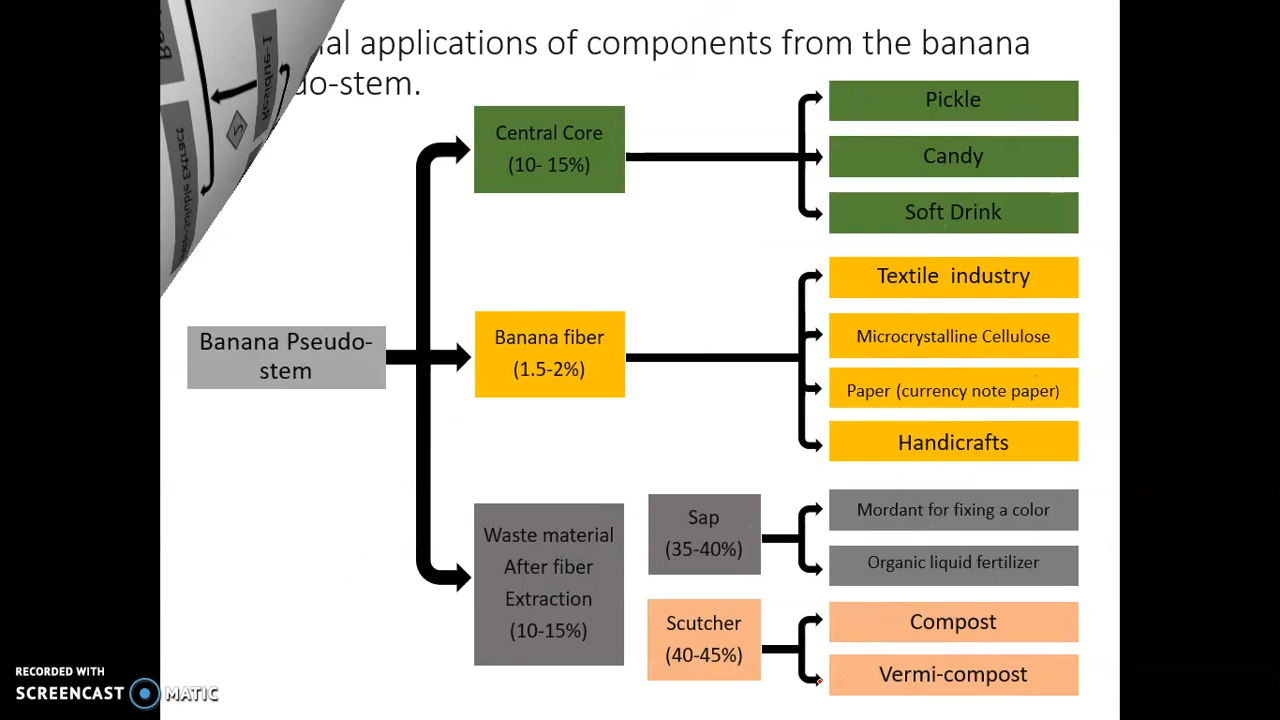 applications of components from the banana
-stem.
Central Core
(10- 15%)
Pickle
Candy
Soft Drink
Banana Pseudo-
stem
Banana fiber
(1.5-2%)
Textile industry
Microcrystalline Cellulose
Paper (currency note paper)
Handicrafts
Waste material
After fiber
Extraction
(10-15%)
Sap
(35-40%)
Mordant for fixing a color
Organic liquid fertilizer
Scutcher
(40-45%)
Compost
Vermi-compost
Residue-1
5
RECORDED WITH
SCREENCAST MATIC